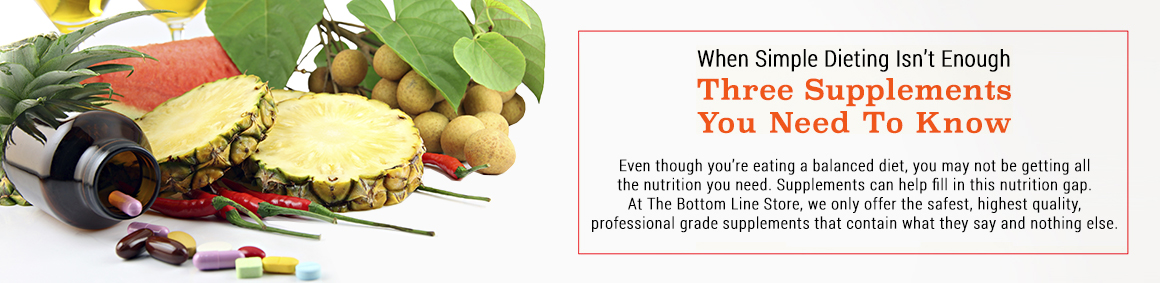 When Simple Dieting Isn’t Enough
Three Supplements
You Need To Know
Even though you’re eating a balanced diet, you may not be getting all
the nutrition you need. Supplements can help fill in this nutrition gap.
At The Bottom Line Store, we only offer the safest, highest quality,
professional grade supplements that contain what they say and nothing else.